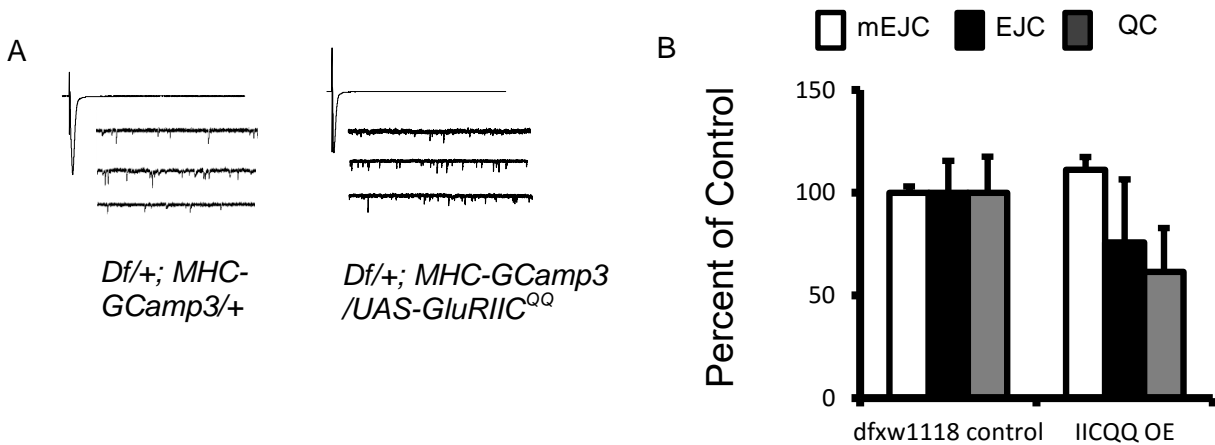 A
Df/+; MHC-
GCamp3/+
Df/+; MHC-GCamp3
/UAS-GluRIIC^QQ
B
mEJC EJC QC
Percent of Control
150
100
50
0
dfxw1118 control IICQQ OE